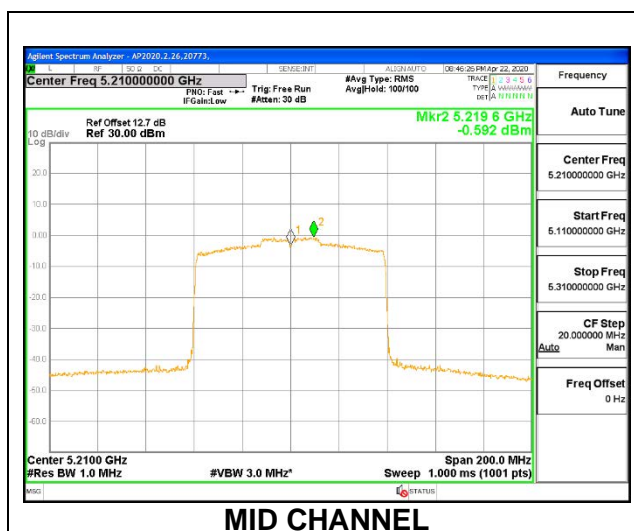 Agilent Spectrum Analyzer - AP2020.2.26,20773,
L RF 50 Ω DC SENSE:INT ALIGN AUTO 08:46:26 PM Apr 22, 2020
Center Freq 5.210000000 GHz #Avg Type: RMS TRACE 1 2 3 4 5 6
PNO: Fast Trig: Free Run Avg|Hold: 100/100 TYPE A
IFGain:Low #Atten: 30 dB DET A N N N N N
Mkr2 5.219 6 GHz
-0.592 dBm
Ref Offset 12.7 dB
10 dB/div Ref 30.00 dBm
Log
20.0
10.0
0.00
-10.0
-20.0
-30.0
-40.0
-50.0
-60.0
1
2
Center 5.2100 GHz Span 200.0 MHz
#Res BW 1.0 MHz #VBW 3.0 MHz* Sweep 1.000 ms (1001 pts)
MSG STATUS
Frequency
Auto Tune
Center Freq
5.210000000 GHz
Start Freq
5.110000000 GHz
Stop Freq
5.310000000 GHz
CF Step
20.000000 MHz
Auto Man
Freq Offset
0 Hz
MID CHANNEL